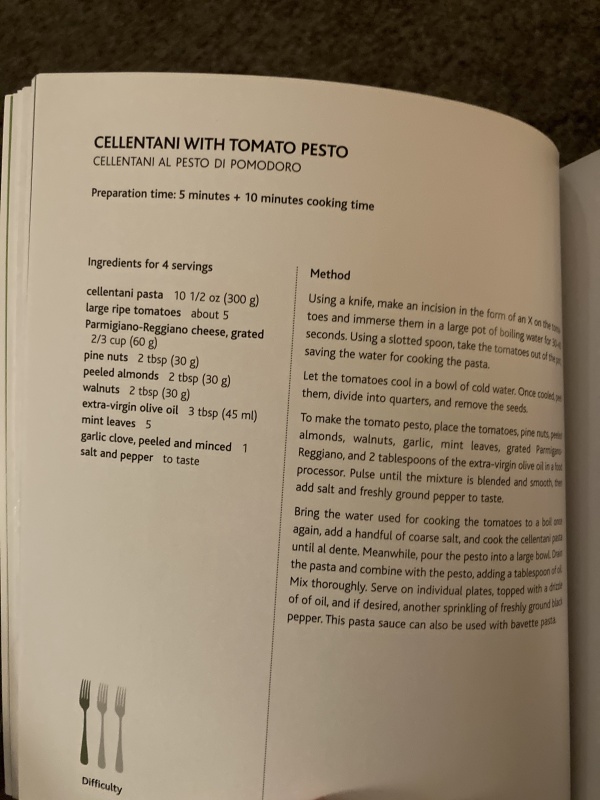 CELLENTANI WITH TOMATO PESTO
CELLENTANI AL PESTO DI POMODORO
Preparation time: 5 minutes + 10 minutes cooking time
Ingredients for 4 servings
cellentani pasta 10 1/2 oz (300 g)
large ripe tomatoes about 5
Parmigiano-Reggiano cheese, grated
2/3 cup (60 g)
pine nuts 2 tbsp (30 g)
peeled almonds 2 tbsp (30 g)
walnuts 2 tbsp (30 g)
extra-virgin olive oil 3 tbsp (45 ml)
mint leaves 5
garlic clove, peeled and minced 1
salt and pepper to taste
Method
Using a knife, make an incision in the form of an X on the
toes and immerse them in a large pot of boiling water for
seconds. Using a slotted spoon, take the tomatoes out of the
saving the water for cooking the pasta.
Let the tomatoes cool in a bowl of cold water. Once cooled,
them, divide into quarters, and remove the seeds.
To make the tomato pesto, place the tomatoes, pine nuts,
almonds, walnuts, garlic, mint leaves, grated Parmigiano-
Reggiano, and 2 tablespoons of the extra-virgin olive oil in a food
processor. Pulse until the mixture is blended and smooth, then
add salt and freshly ground pepper to taste.
Bring the water used for cooking the tomatoes to a boil once
again, add a handful of coarse salt, and cook the cellentani pasta
until al dente. Meanwhile, pour the pesto into a large bowl. Drain
the pasta and combine with the pesto, adding a tablespoon of oil.
Mix thoroughly. Serve on individual plates, topped with a drizzle
of of oil, and if desired, another sprinkling of freshly ground black
pepper. This pasta sauce can also be used with bavette pasta.
Difficulty